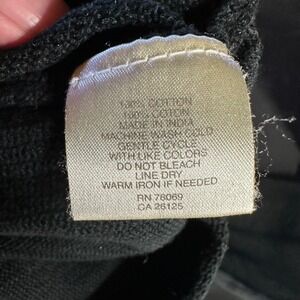 100% COTTON
100% COTON
MADE IN INDIA
MACHINE WASH COLD
GENTLE CYCLE
WITH LIKE COLORS
DO NOT BLEACH
LINE DRY
WARM IRON IF NEEDED
RN 78069
CA 26125